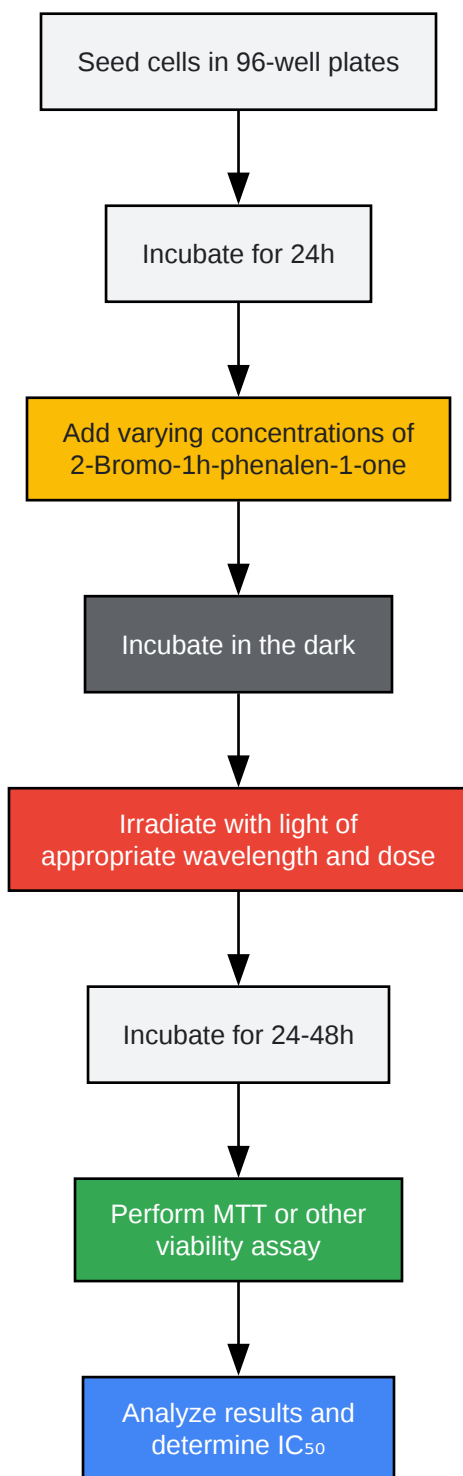 Seed cells in 96-well plates
Incubate for 24h
Add varying concentrations of
2-Bromo-1h-phenalen-1-one
Incubate in the dark
Irradiate with light of
appropriate wavelength and dose
Incubate for 24-48h
Perform MTT or other
viability assay
Analyze results and
determine IC₅₀